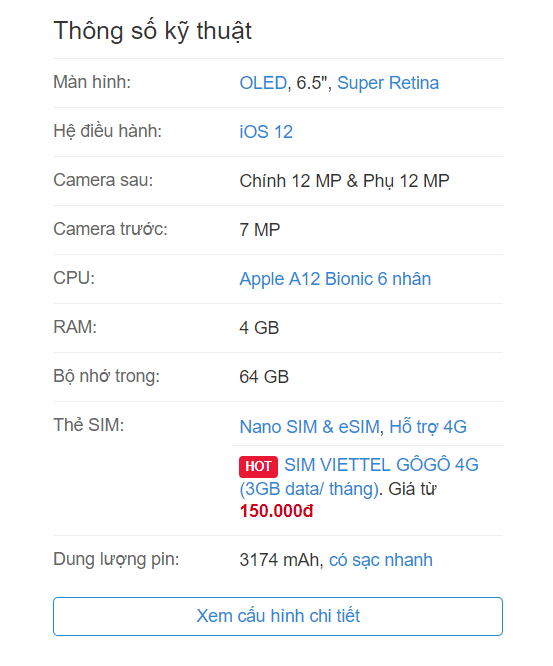 Thông số kỹ thuật
Màn hình: OLED, 6.5", Super Retina
Hệ điều hành: iOS 12
Camera sau: Chính 12 MP & Phụ 12 MP
Camera trước: 7 MP
CPU: Apple A12 Bionic 6 nhân
RAM: 4 GB
Bộ nhớ trong: 64 GB
Thẻ SIM: Nano SIM & eSIM, Hỗ trợ 4G
HOT SIM VIETTEL GÔGÔ 4G
(3GB data/ tháng). Giá từ
150.000đ
Dung lượng pin: 3174 mAh, có sạc nhanh
Xem cấu hình chi tiết